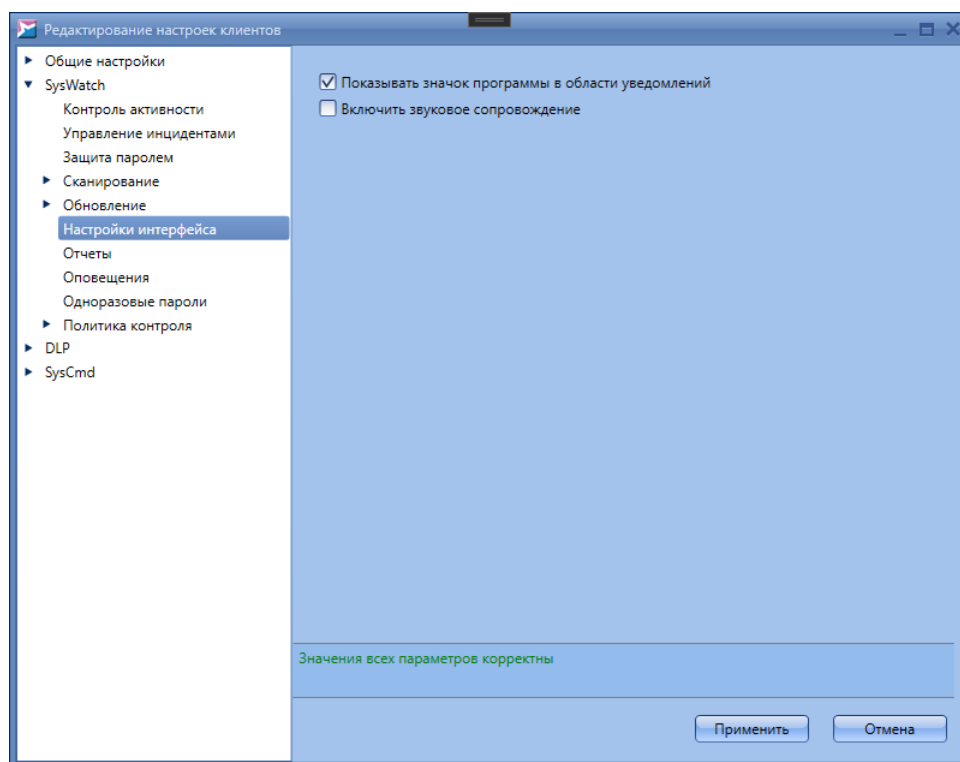 Редактирование настроек клиентов
Общие настройки
SysWatch
Контроль активности
Управление инцидентами
Защита паролем
Сканирование
Обновление
Настройки интерфейса
Отчеты
Оповещения
Одноразовые пароли
Политика контроля
DLP
SysCmd
Показывать значок программы в области уведомлений
Включить звуковое сопровождение
Значения всех параметров корректны
Применить
Отмена